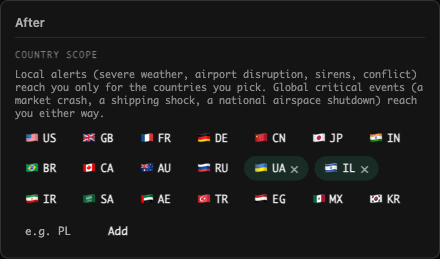 After
COUNTRY SCOPE
Local alerts (severe weather, airport disruption, sirens, conflict)
reach you only for the countries you pick. Global critical events (a
market crash, a shipping shock, a national airspace shutdown) reach
you either way.
US GB FR DE CN JP IN
BR CA AU RU UA × IL ×
IR SA AE TR EG MX KR
e.g. PL Add